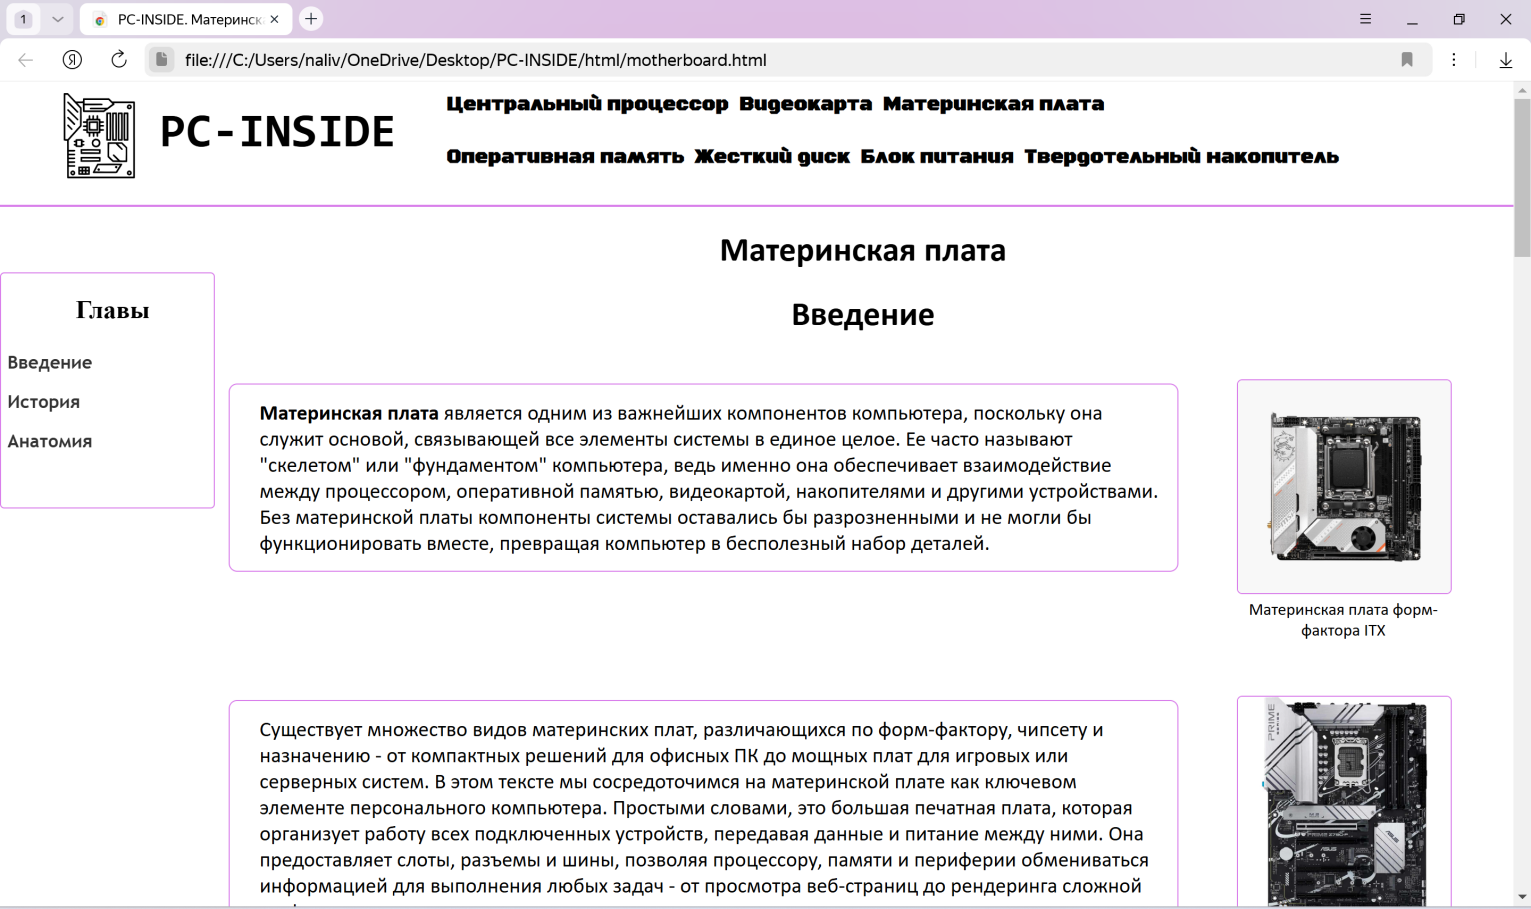 1
PC-INSIDE. Материнск
file:///C:/Users/naliv/OneDrive/Desktop/PC-INSIDE/html/motherboard.html
PC-INSIDE
Центральный процессор Видеокарта Материнская плата
Оперативная память Жесткий диск Блок питания Твердотельный накопитель
Материнская плата
Введение
Главы
Введение
История
Анатомия
Материнская плата является одним из важнейших компонентов компьютера, поскольку она
служит основой, связывающей все элементы системы в единое целое. Ее часто называют
"скелетом" или "фундаментом" компьютера, ведь именно она обеспечивает взаимодействие
между процессором, оперативной памятью, видеокартой, накопителями и другими устройствами.
Без материнской платы компоненты системы оставались бы разрозненными и не могли бы
функционировать вместе, превращая компьютер в бесполезный набор деталей.
Материнская плата форм-
фактора ITX
Существует множество видов материнских плат, различающихся по форм-фактору, чипсету и
назначению - от компактных решений для офисных ПК до мощных плат для игровых или
серверных систем. В этом тексте мы сосредоточимся на материнской плате как ключевом
элементе персонального компьютера. Простыми словами, это большая печатная плата, которая
организует работу всех подключенных устройств, передавая данные и питание между ними. Она
предоставляет слоты, разъемы и шины, позволяя процессору, памяти и периферии обмениваться
информацией для выполнения любых задач - от просмотра веб-страниц до рендеринга сложной
PRIME
ASUS